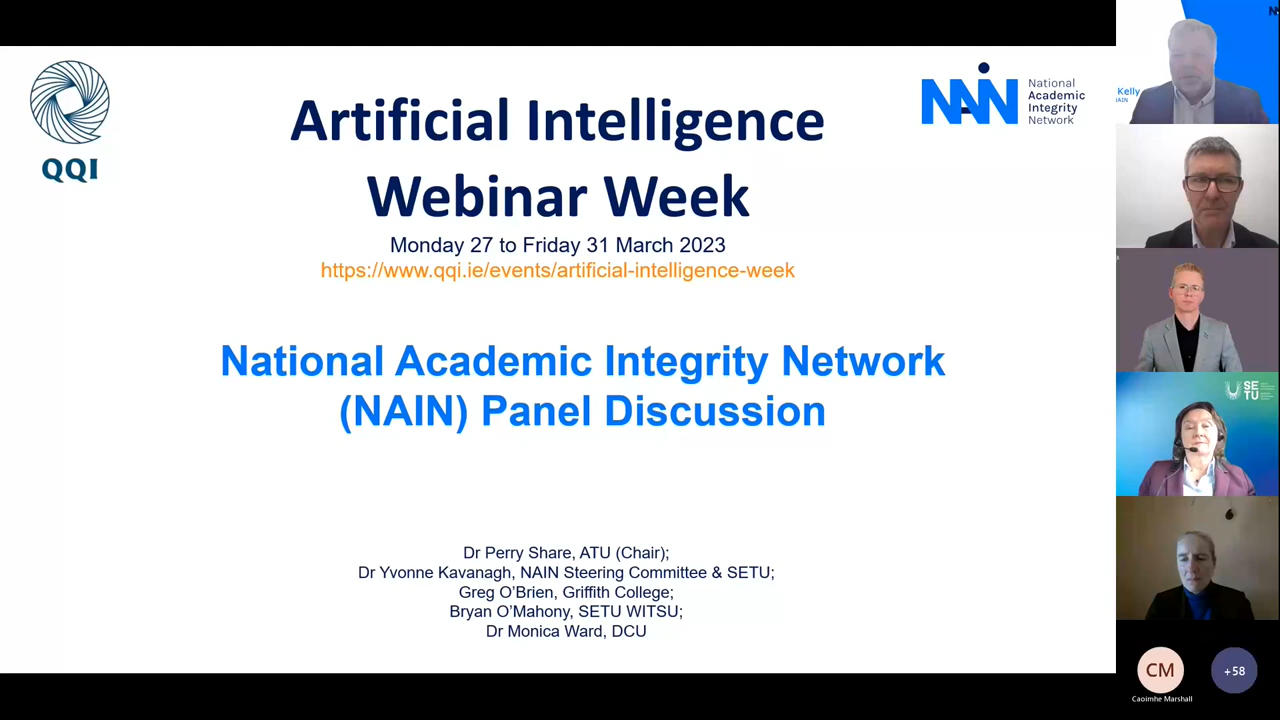 QQI
Artificial Intelligence
Webinar Week
Monday 27 to Friday 31 March 2023
https://www.qqi.ie/events/artificial-intelligence-week
NAIN
National
Academic
Integrity
Network
National Academic Integrity Network
(NAIN) Panel Discussion
Dr Perry Share, ATU (Chair);
Dr Yvonne Kavanagh, NAIN Steering Committee & SETU;
Greg O'Brien, Griffith College;
Bryan O'Mahony, SETU WITSU;
Dr Monica Ward, DCU
Kelly
SE
TU
CM
Caoimhe Marshall
+58